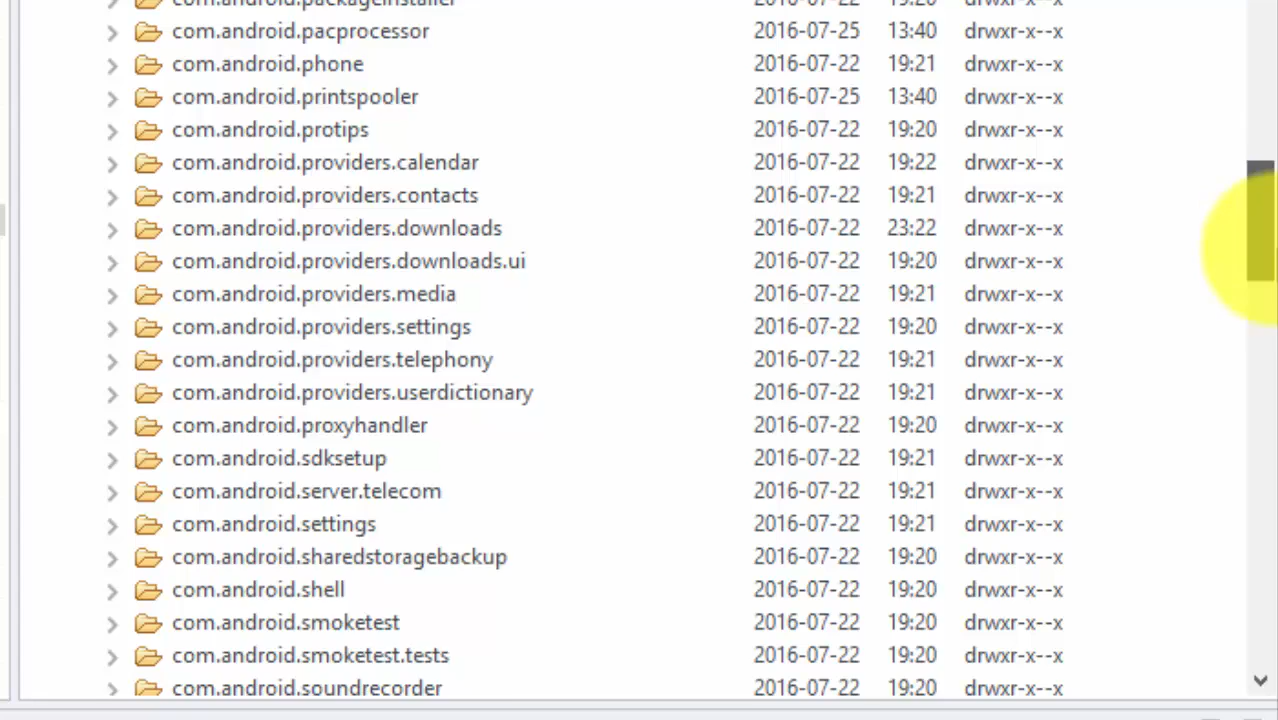 com.android.packageinstaller 2016-07-22 19:20 drwxr-x--x
com.android.pacprocessor 2016-07-25 13:40 drwxr-x--x
com.android.phone 2016-07-22 19:21 drwxr-x--x
com.android.printspooler 2016-07-25 13:40 drwxr-x--x
com.android.protips 2016-07-22 19:20 drwxr-x--x
com.android.providers.calendar 2016-07-22 19:22 drwxr-x--x
com.android.providers.contacts 2016-07-22 19:21 drwxr-x--x
com.android.providers.downloads 2016-07-22 23:22 drwxr-x--x
com.android.providers.downloads.ui 2016-07-22 19:20 drwxr-x--x
com.android.providers.media 2016-07-22 19:21 drwxr-x--x
com.android.providers.settings 2016-07-22 19:20 drwxr-x--x
com.android.providers.telephony 2016-07-22 19:21 drwxr-x--x
com.android.providers.userdictionary 2016-07-22 19:21 drwxr-x--x
com.android.proxyhandler 2016-07-22 19:20 drwxr-x--x
com.android.sdksetup 2016-07-22 19:21 drwxr-x--x
com.android.server.telecom 2016-07-22 19:21 drwxr-x--x
com.android.settings 2016-07-22 19:21 drwxr-x--x
com.android.sharedstoragebackup 2016-07-22 19:20 drwxr-x--x
com.android.shell 2016-07-22 19:20 drwxr-x--x
com.android.smoketest 2016-07-22 19:20 drwxr-x--x
com.android.smoketest.tests 2016-07-22 19:20 drwxr-x--x
com.android.soundrecorder 2016-07-22 19:20 drwxr-x--x